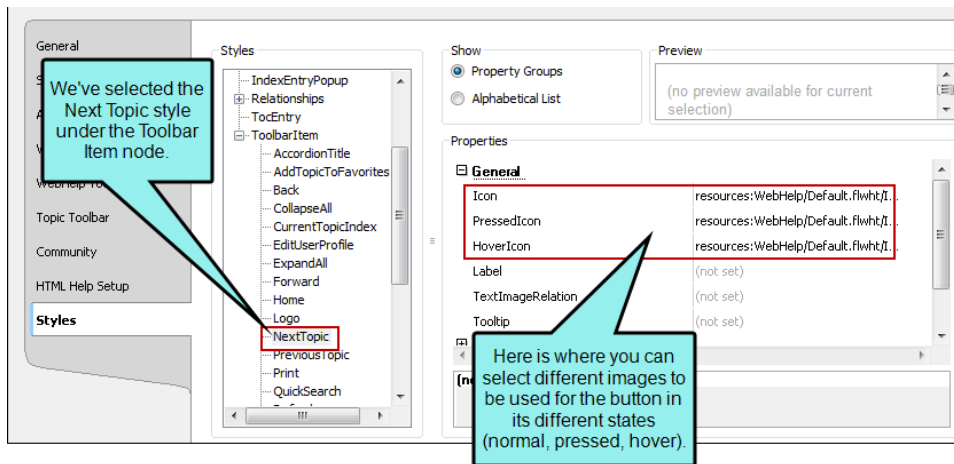 General
S
A
V
WebHelp To
Topic Toolbar
Community
HTML Help Setup
Styles
Styles
IndexEntryPopup
Relationships
TocEntry
ToolbarItem
AccordionTitle
AddTopicToFavorites
Back
CollapseAll
CurrentTopicIndex
EditUserProfile
ExpandAll
Forward
Home
Logo
NextTopic
PreviousTopic
Print
QuickSearch
We've selected the
Next Topic style
under the Toolbar
Item node.
Show
Property Groups
Alphabetical List
Preview
(no preview available for current
selection)
Properties
General
Icon resources:WebHelp/Default.flwht/I...
PressedIcon resources:WebHelp/Default.flwht/I...
HoverIcon resources:WebHelp/Default.flwht/I...
Label (not set)
TextImageRelation (not set)
Tooltip (not set)
(n
Here is where you can
select different images to
be used for the button in
its different states
(normal, pressed, hover).